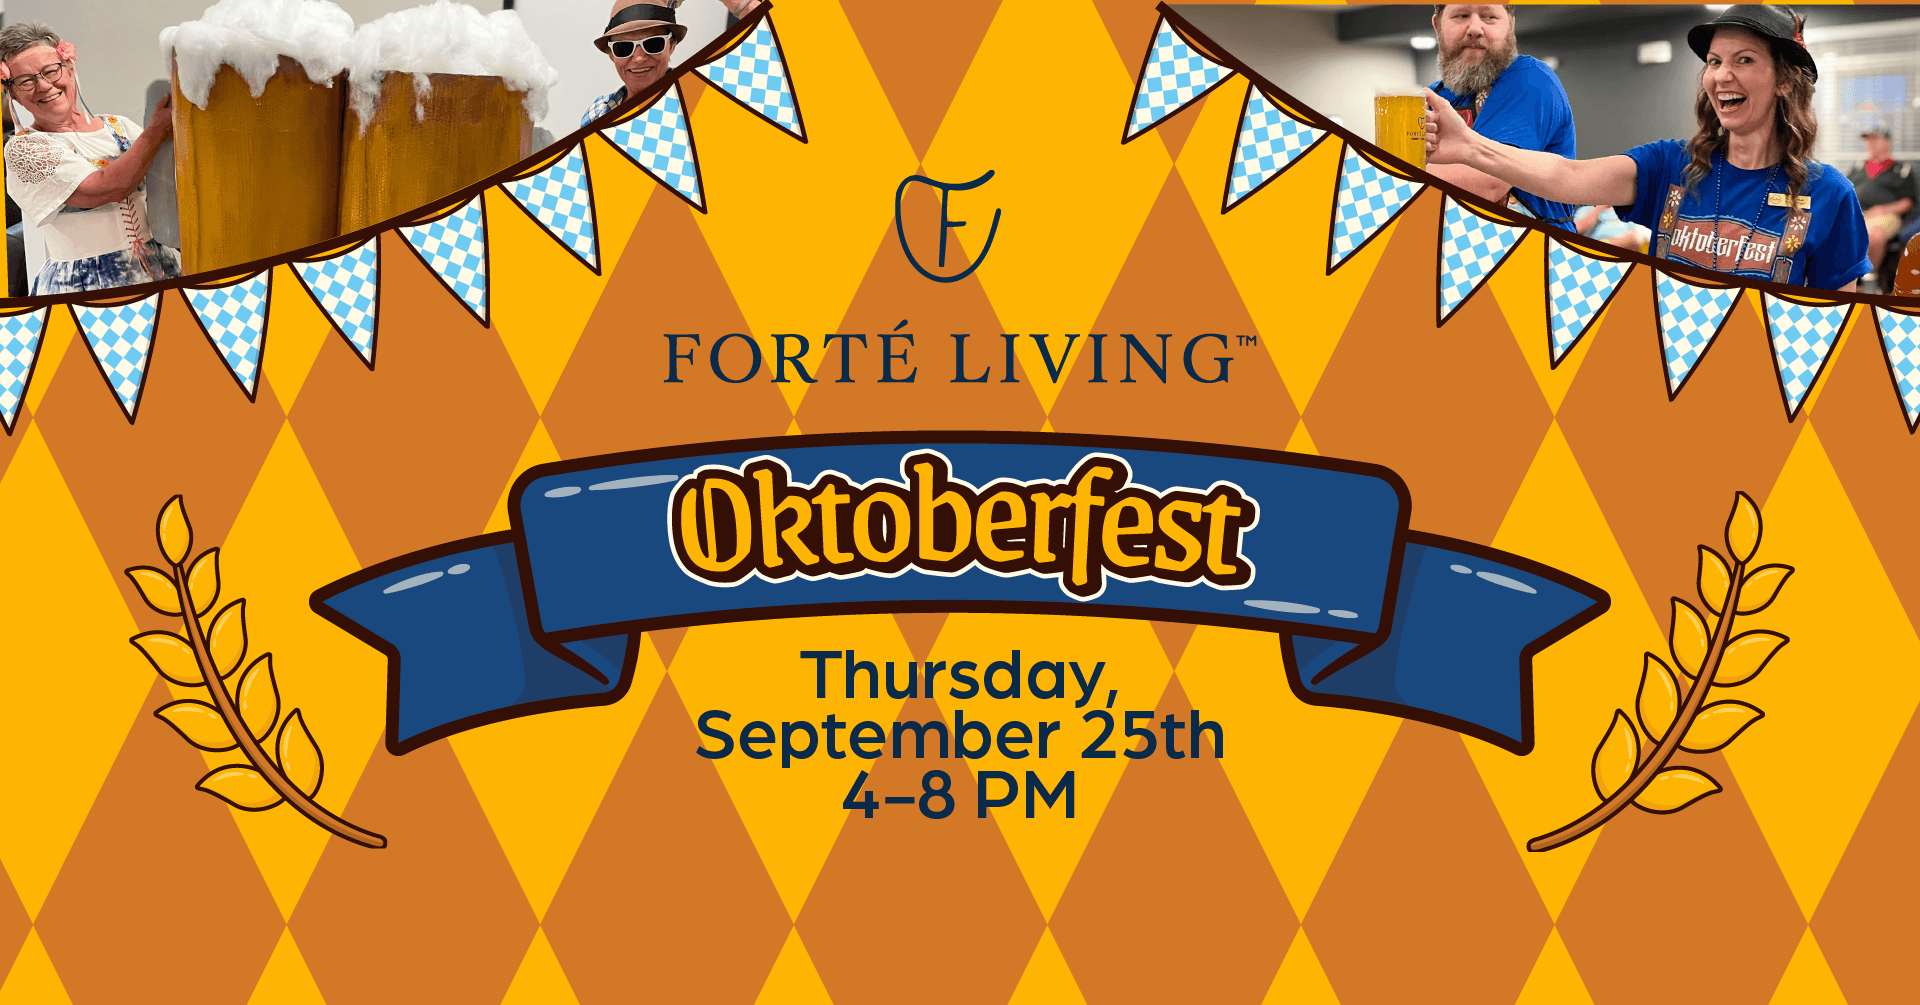 FORTÉ LIVING™
Oktoberfest
Thursday,
September 25th
4–8 PM
oktoberfest